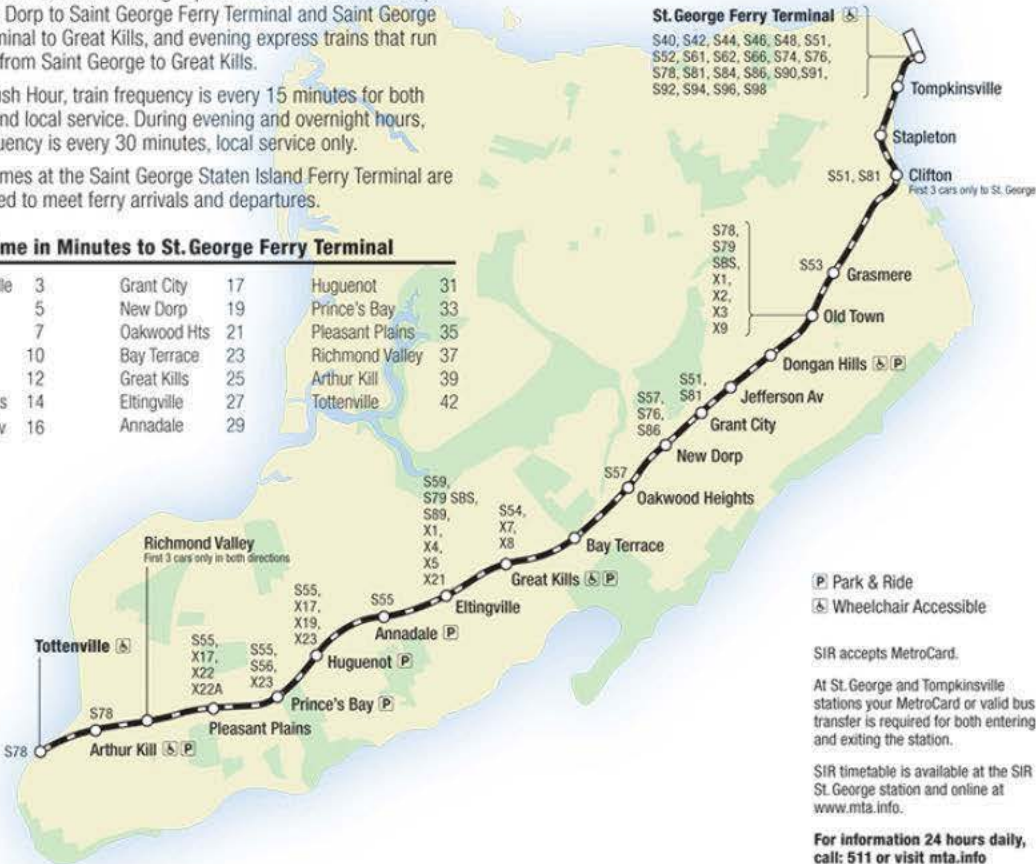 Dorp to Saint George Ferry Terminal and Saint George
to Great Kills, and evening express trains that run
from Saint George to Great Kills.
Hour, train frequency is every 15 minutes for both
local service. During evening and overnight hours,
is every 30 minutes, local service only.
at the Saint George Staten Island Ferry Terminal are
to meet ferry arrivals and departures.
in Minutes to St. George Ferry Terminal
3 Grant City 17 Huguenot 31
5 New Dorp 19 Prince's Bay 33
7 Oakwood Hts 21 Pleasant Plains 35
10 Bay Terrace 23 Richmond Valley 37
12 Great Kills 25 Arthur Kill 39
14 Eltingville 27 Tottenville 42
16 Annadale 29
St. George Ferry Terminal
S40, S42, S44, S46, S48, S51,
S52, S61, S62, S66, S74, S76,
S78, S81, S84, S86, S90, S91,
S92, S94, S96, S98
Tompkinsville
Stapleton
S51, S81 Clifton
First 3 cars only to St. George
S53 Grasmere
S78,
S79
SBS,
X1,
X2,
X3
X9
Old Town
Dongan Hills P
Jefferson Av
S51,
S81
Grant City
S57,
S76,
S86
New Dorp
S57
Oakwood Heights
Bay Terrace
S54,
X7,
X8
Great Kills P
S59,
S79 SBS,
S89,
X1,
X4,
X5
X21
Eltingville
S55
Annadale P
S55,
X17,
X19,
X23
Huguenot P
S55,
S56,
X23
Prince's Bay P
S55,
X17,
X22
X22A
Pleasant Plains
Richmond Valley
First 3 cars only in both directions
S78
Arthur Kill P
Tottenville
S78
P Park & Ride
Wheelchair Accessible
SIR accepts MetroCard.
At St. George and Tompkinsville
stations your MetroCard or valid bus
transfer is required for both entering
and exiting the station.
SIR timetable is available at the SIR
St. George station and online at
www.mta.info.
For information 24 hours daily,
call: 511 or visit mta.info